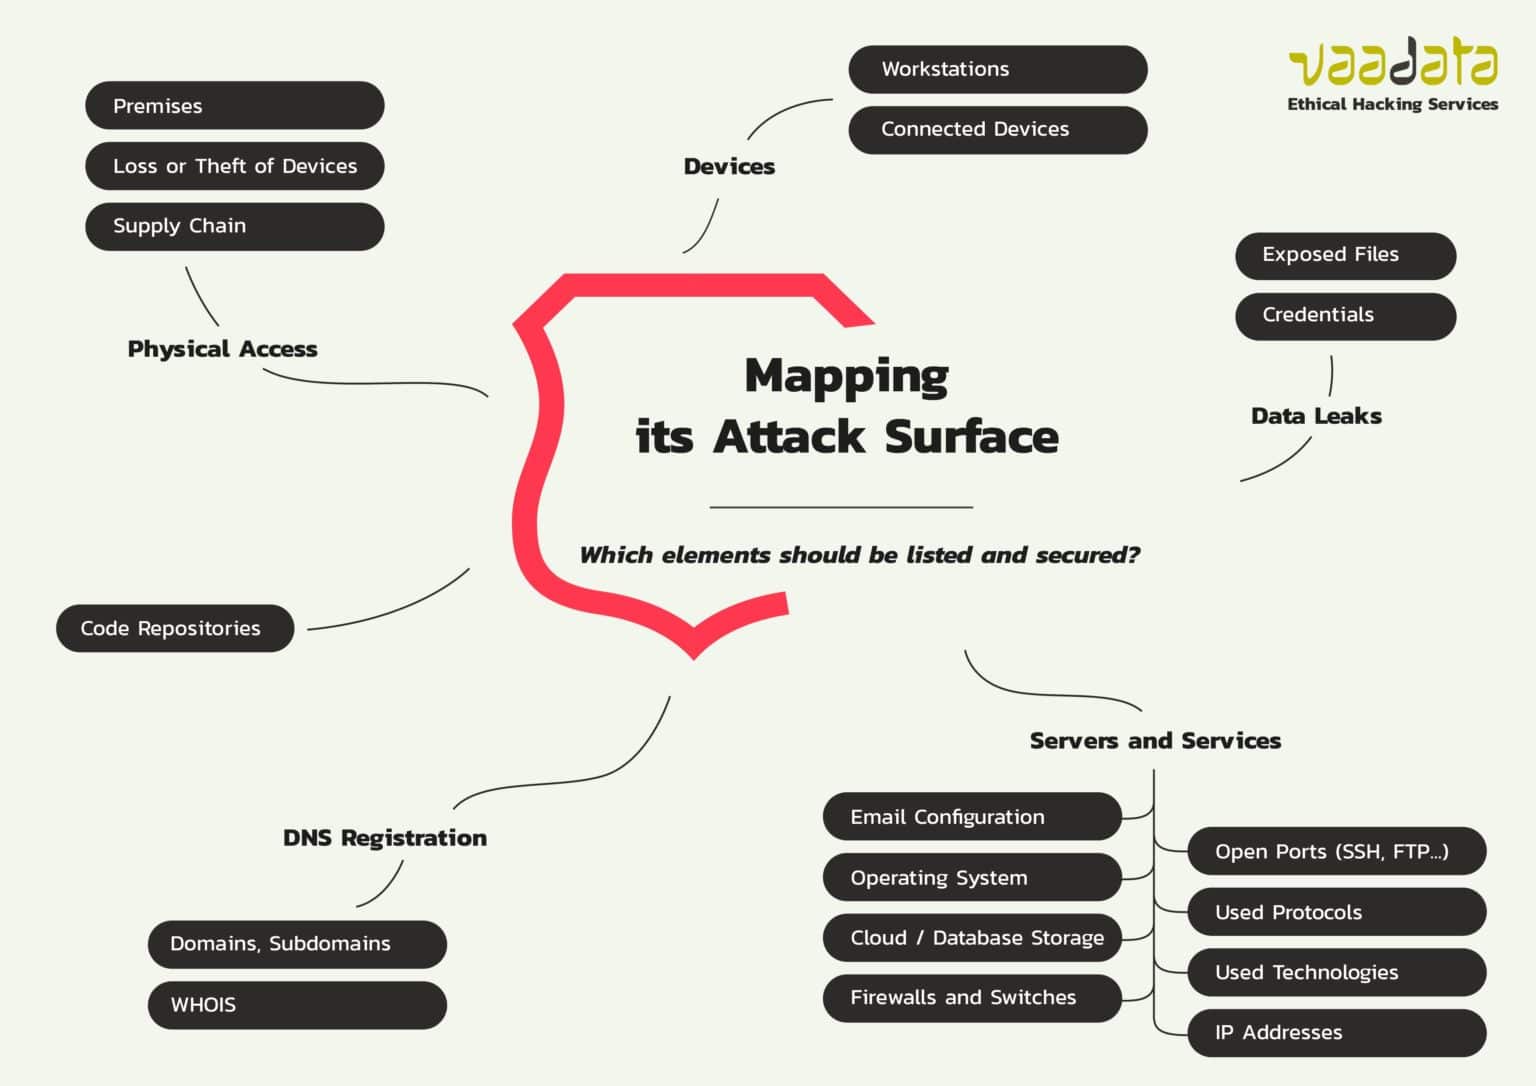 vaadata
Ethical Hacking Services
Workstations
Connected Devices
Devices
Premises
Loss or Theft of Devices
Supply Chain
Physical Access
Exposed Files
Credentials
Data Leaks
Mapping
its Attack Surface
Which elements should be listed and secured?
Code Repositories
DNS Registration
Domains, Subdomains
WHOIS
Servers and Services
Email Configuration
Operating System
Cloud / Database Storage
Firewalls and Switches
Open Ports (SSH, FTP...)
Used Protocols
Used Technologies
IP Addresses